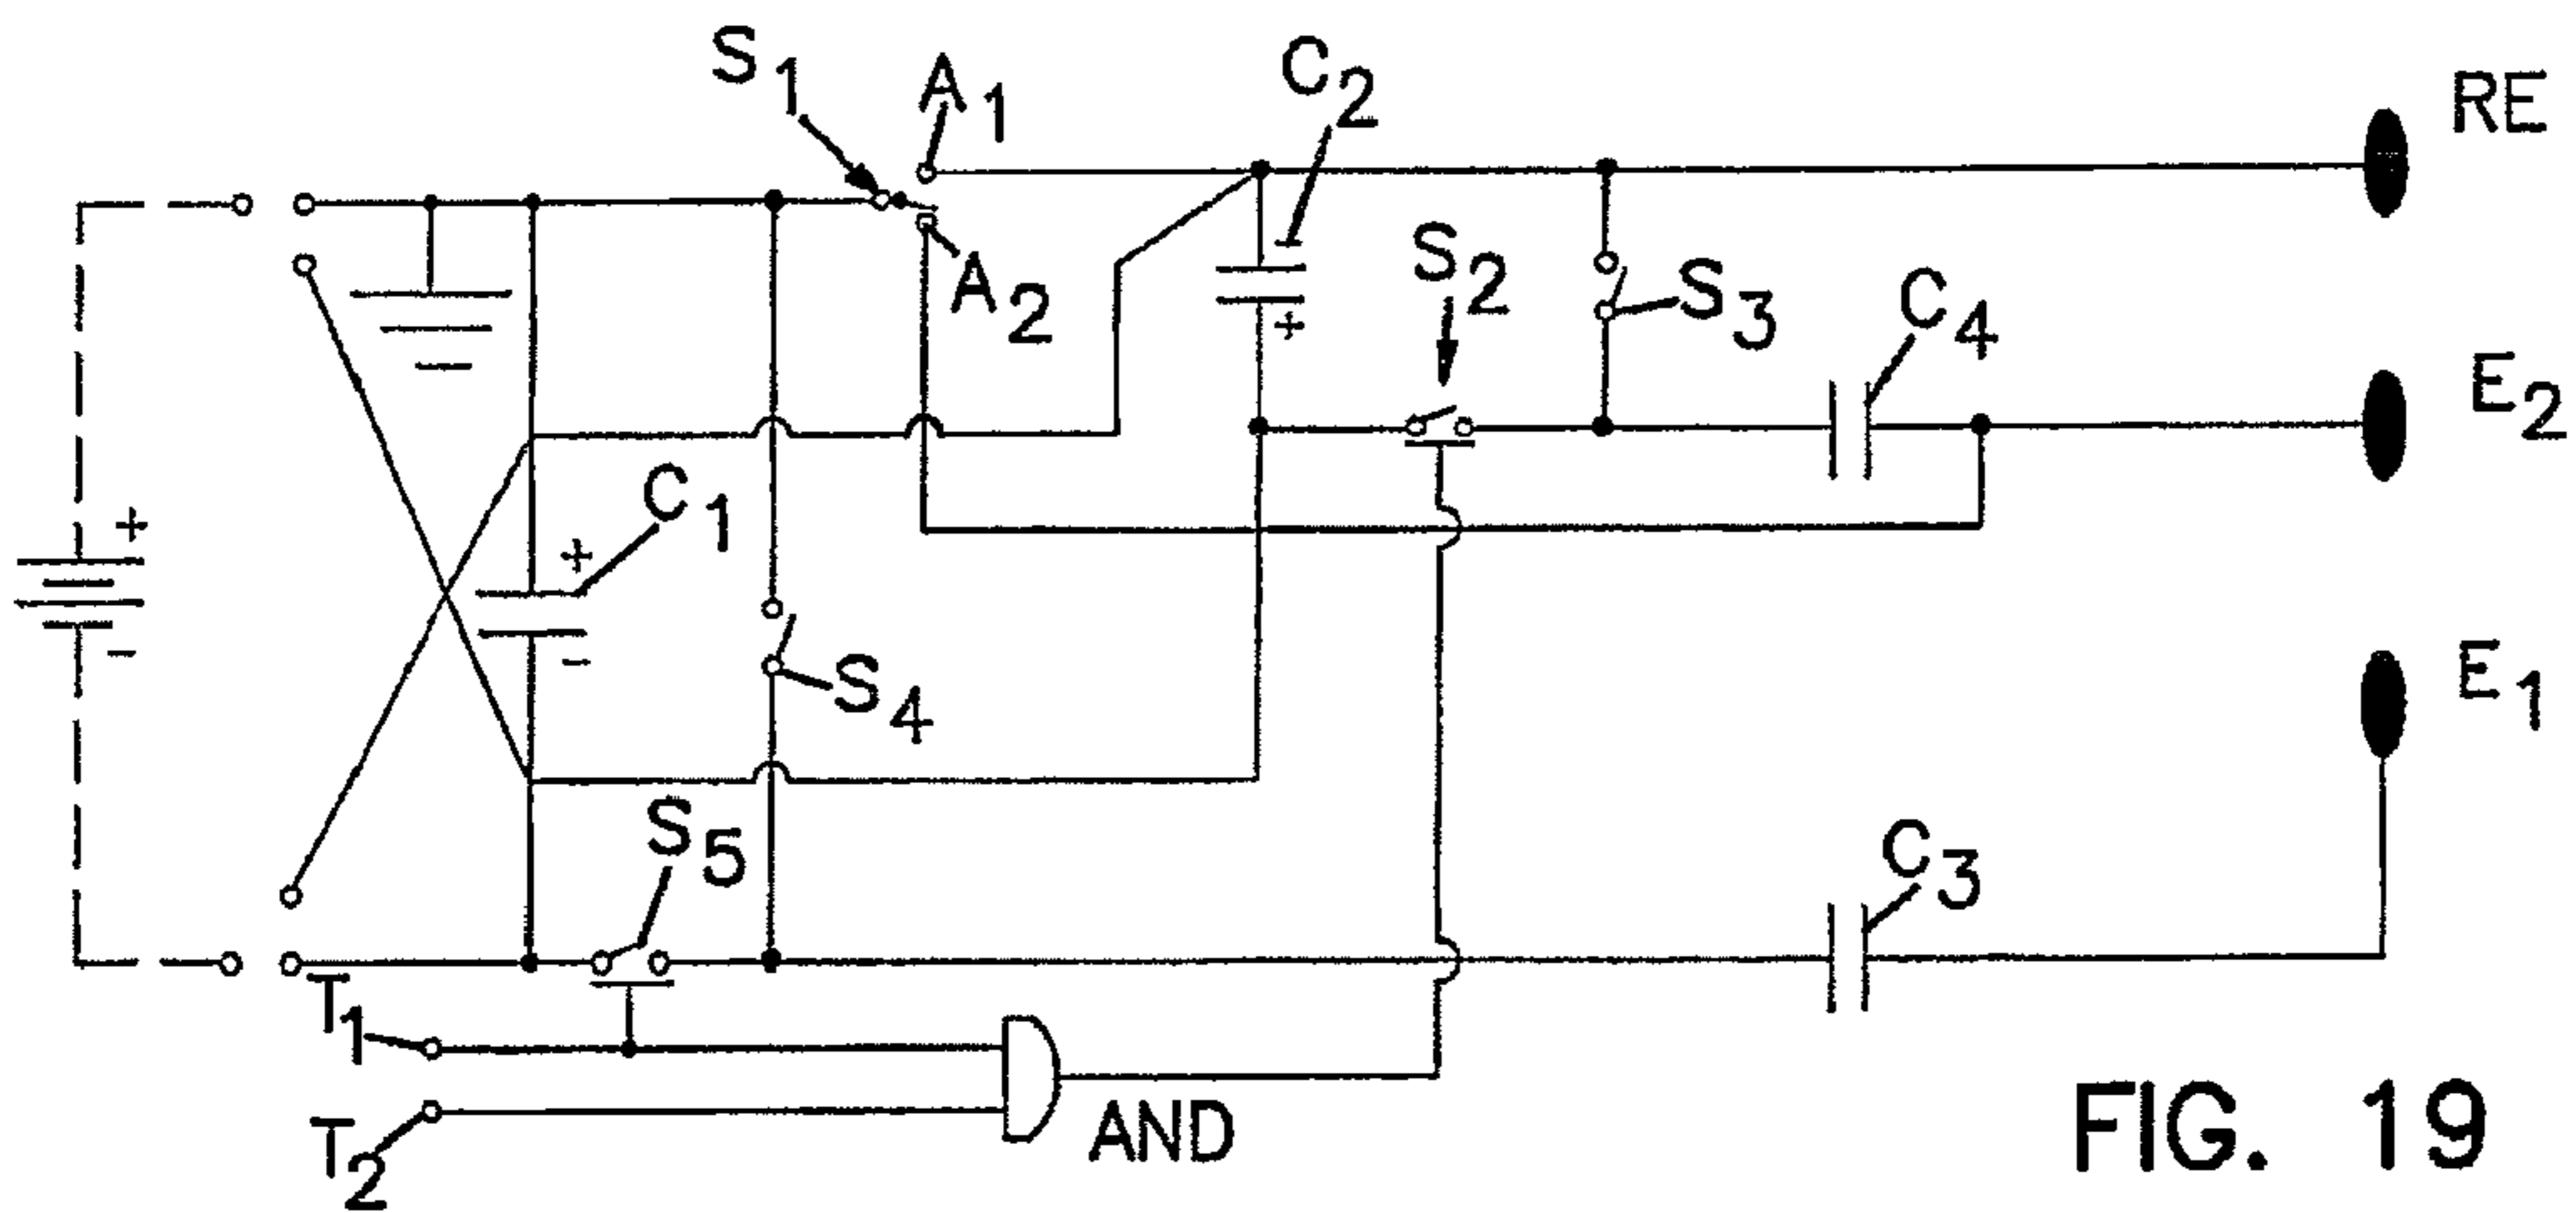 S1
A1
C2
RE
A2
S2
S3
C4
E2
+
+
C1
+
-
-
S4
E1
S5
C3
T1
T2
AND
FIG. 19